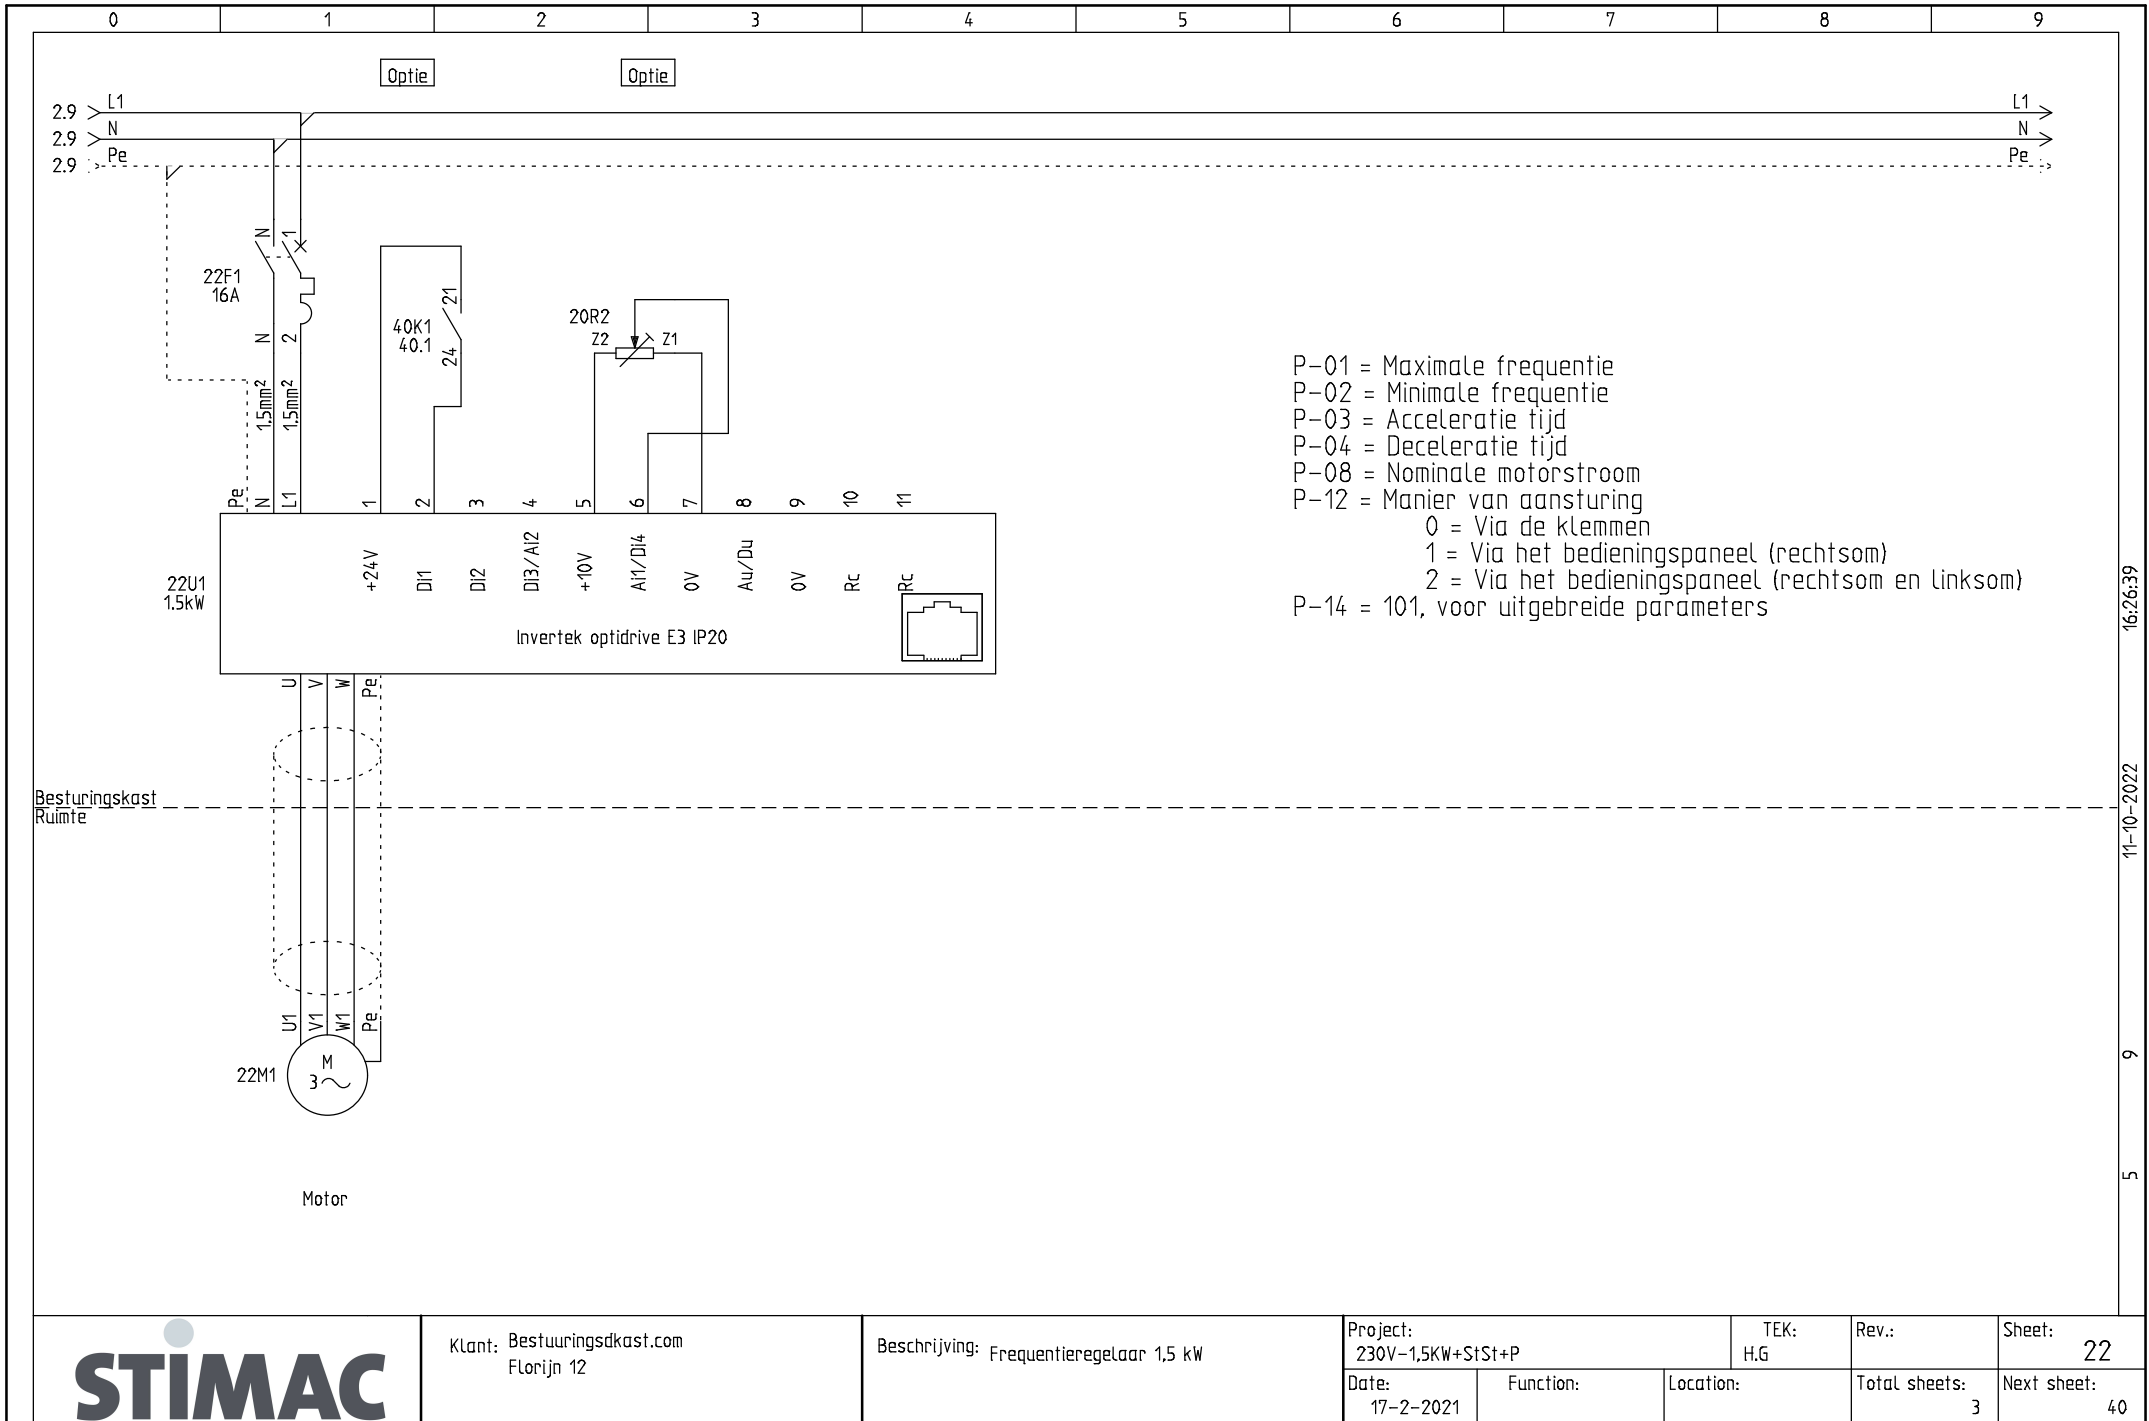 0 1 2 3 4 5 6 7 8 9
Optie Optie
2.9 L1 L1
2.9 N N
2.9 Pe Pe
N 1
22F1
16A
N 2
1.5mm² 1.5mm²
21
40K1
40.1
24
20R2
Z2 Z1
P-01 = Maximale frequentie
P-02 = Minimale frequentie
P-03 = Acceleratie tijd
P-04 = Deceleratie tijd
P-08 = Nominale motorstroom
P-12 = Manier van aansturing
0 = Via de klemmen
1 = Via het bedieningspaneel (rechtsom)
2 = Via het bedieningspaneel (rechtsom en linksom)
P-14 = 101, voor uitgebreide parameters
Pe N L1 1 2 3 4 5 6 7 8 9 10 11
+24V Di1 Di2 Di3/Ai2 +10V Ai1/Di4 0V Au/Du 0V Rc Rc
22U1
1.5kW
Invertek optidrive E3 IP20
U V W Pe
Besturingskast
Ruimte
U1 V1 W1 Pe
22M1
M
3
Motor
16:26:39
11-10-2022
9
5
STIMAC
Klant: Bestuuringsdkast.com
Florijn 12
Beschrijving: Frequentieregelaar 1,5 kW
Project:
230V-1,5KW+StSt+P
TEK:
H.G
Rev.:
Sheet:
22
Date:
17-2-2021
Function:
Location:
Total sheets:
3
Next sheet:
40